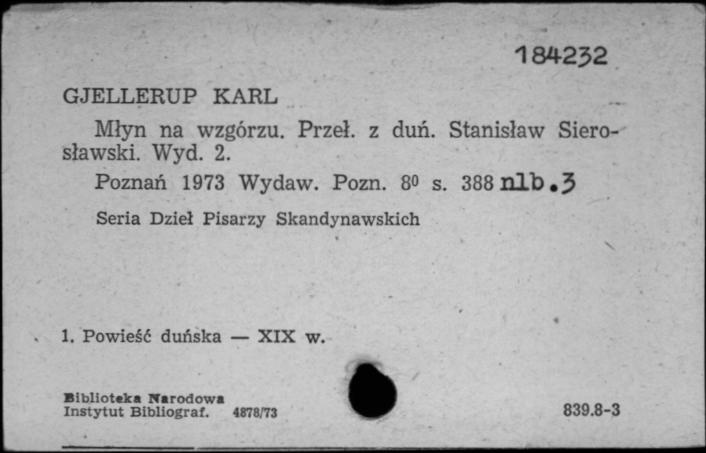 184232
GJELLERUP KARL
Młyn na wzgórzu. Przeł. z duń. Stanisław Siero-
sławski. Wyd. 2.
Poznań 1973 Wydaw. Pozn. 8⁰ s. 388 nlb.3
Seria Dzieł Pisarzy Skandynawskich
1. Powieść duńska — XIX w.
Biblioteka Narodowa
Instytut Bibliograf. 4878/73
839.8-3